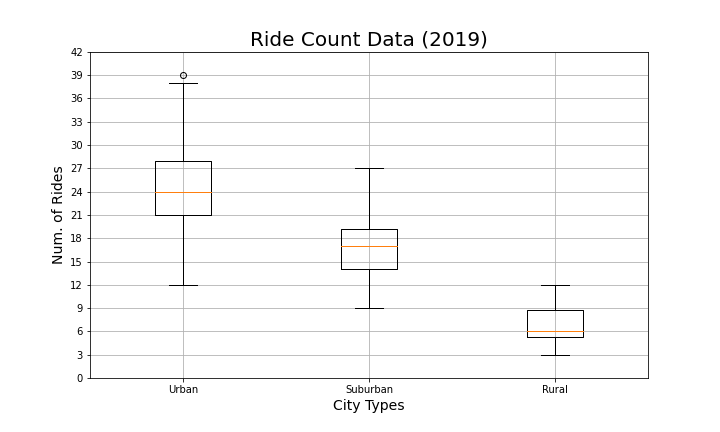 Ride Count Data (2019)
42
39
36
33
30
27
24
21
18
15
12
9
6
3
0
Num. of Rides
Urban
Suburban
Rural
City Types